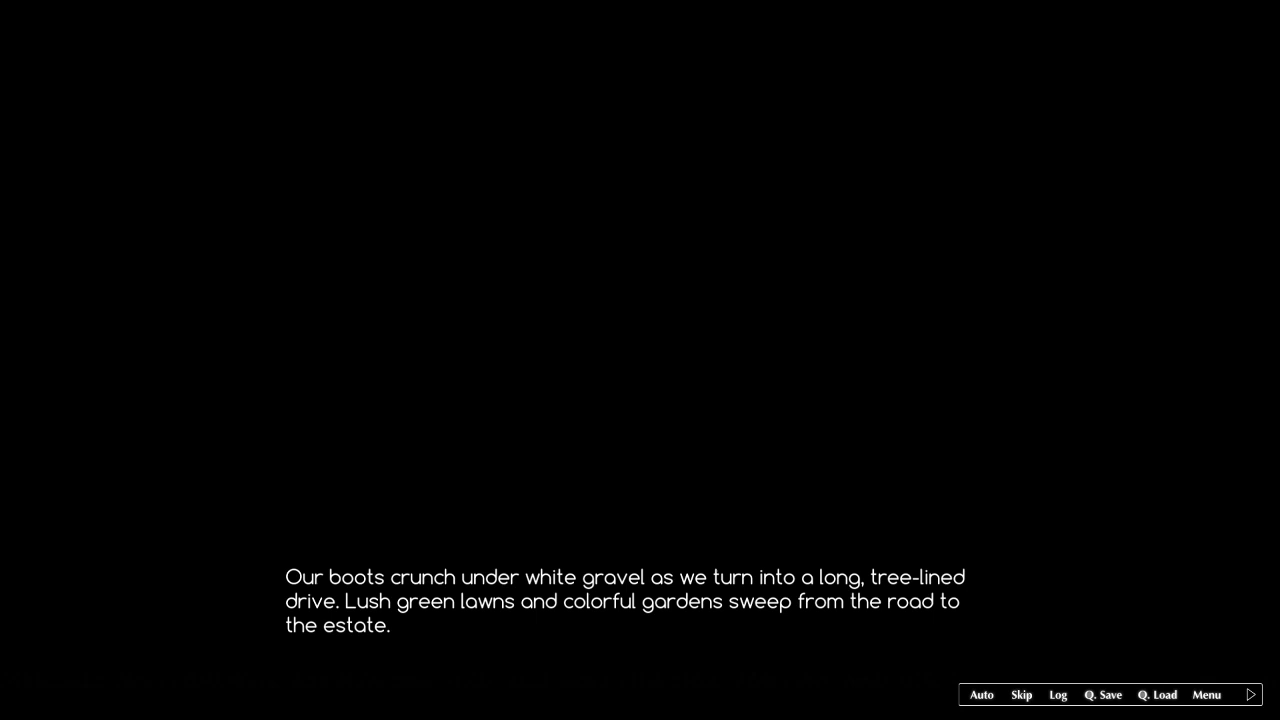 Our boots crunch under white gravel as we turn into a long, tree-lined
drive. Lush green lawns and colorful gardens sweep from the road to
the estate.
Auto Skip Log Q. Save Q. Load Menu